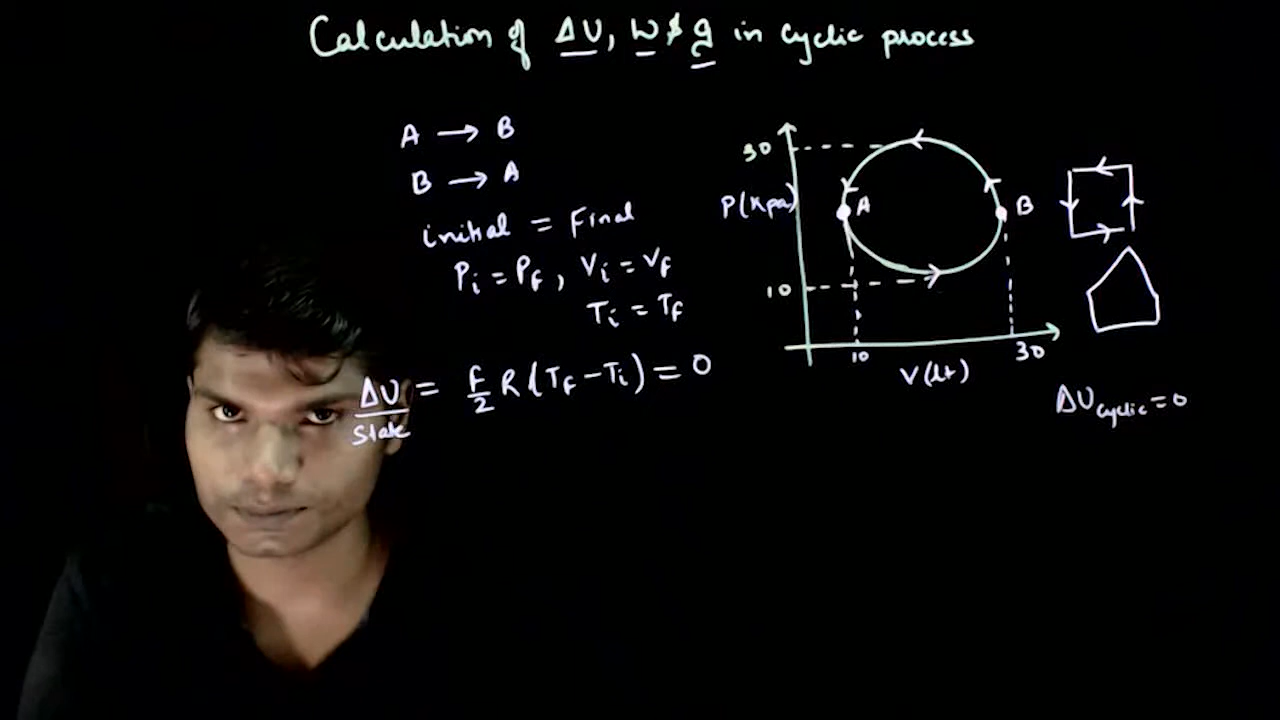 Calculation of ΔU, W & q in cyclic process
A → B
B → A
initial = Final
Pi = PF, Vi = VF
Ti = TF
ΔU = F/2 R (TF - Ti) = 0
State
30
P(Kpa)
A
B
10
10
30
V(lt)
ΔUcyclic = 0